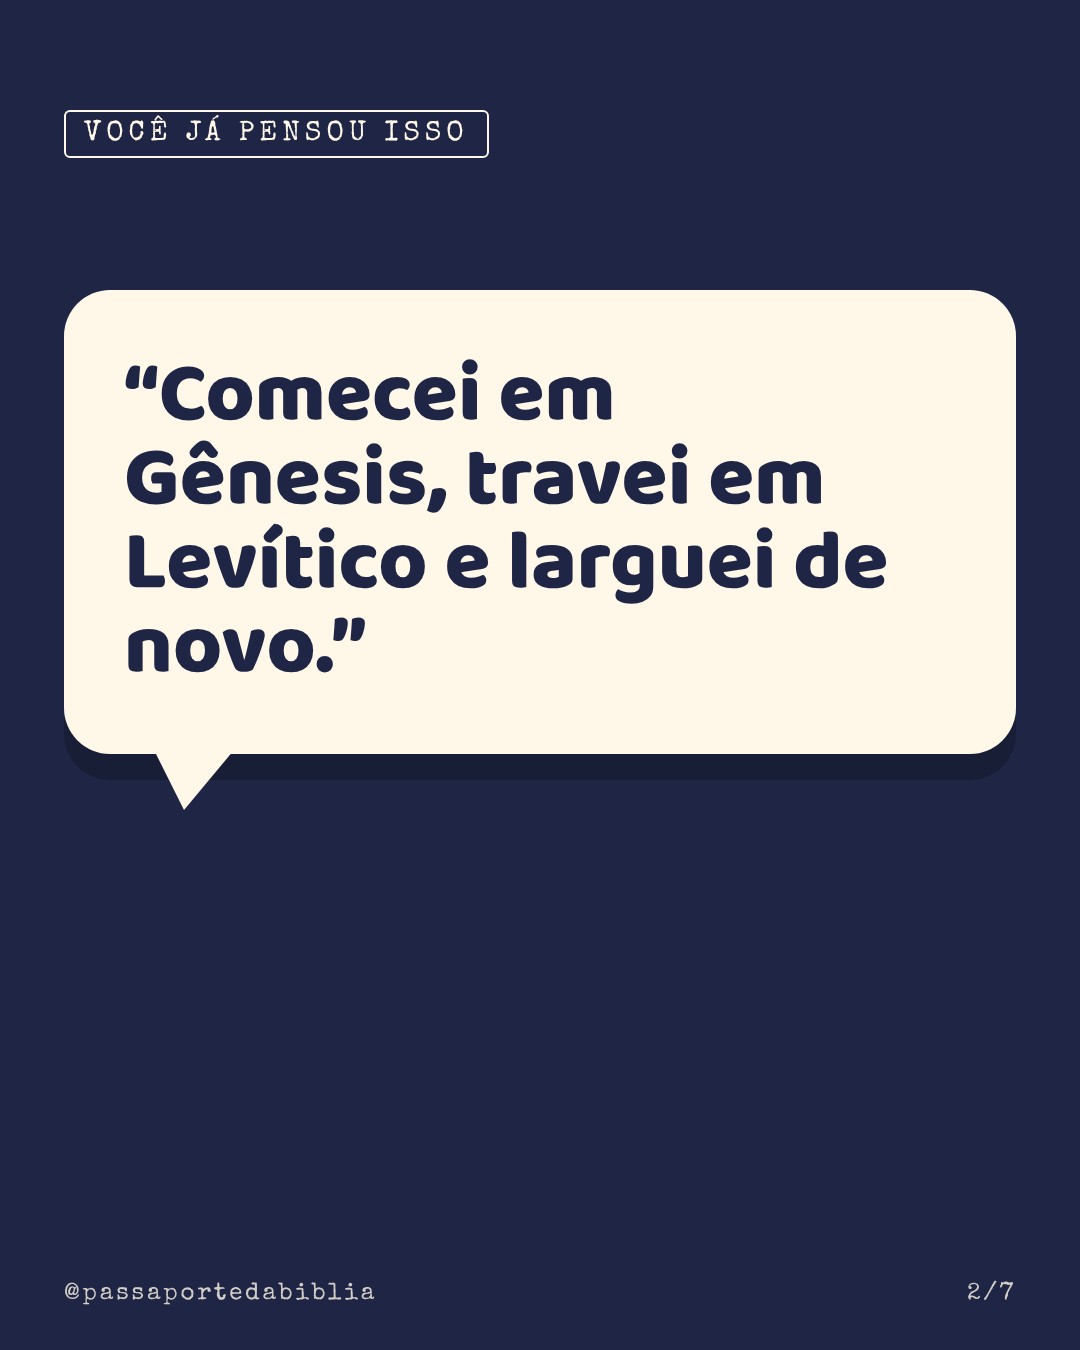 VOCÊ JÁ PENSOU ISSO
“Comecei em
Gênesis, travei em
Levítico e larguei de
novo.”
@passaportedabiblia
2/7